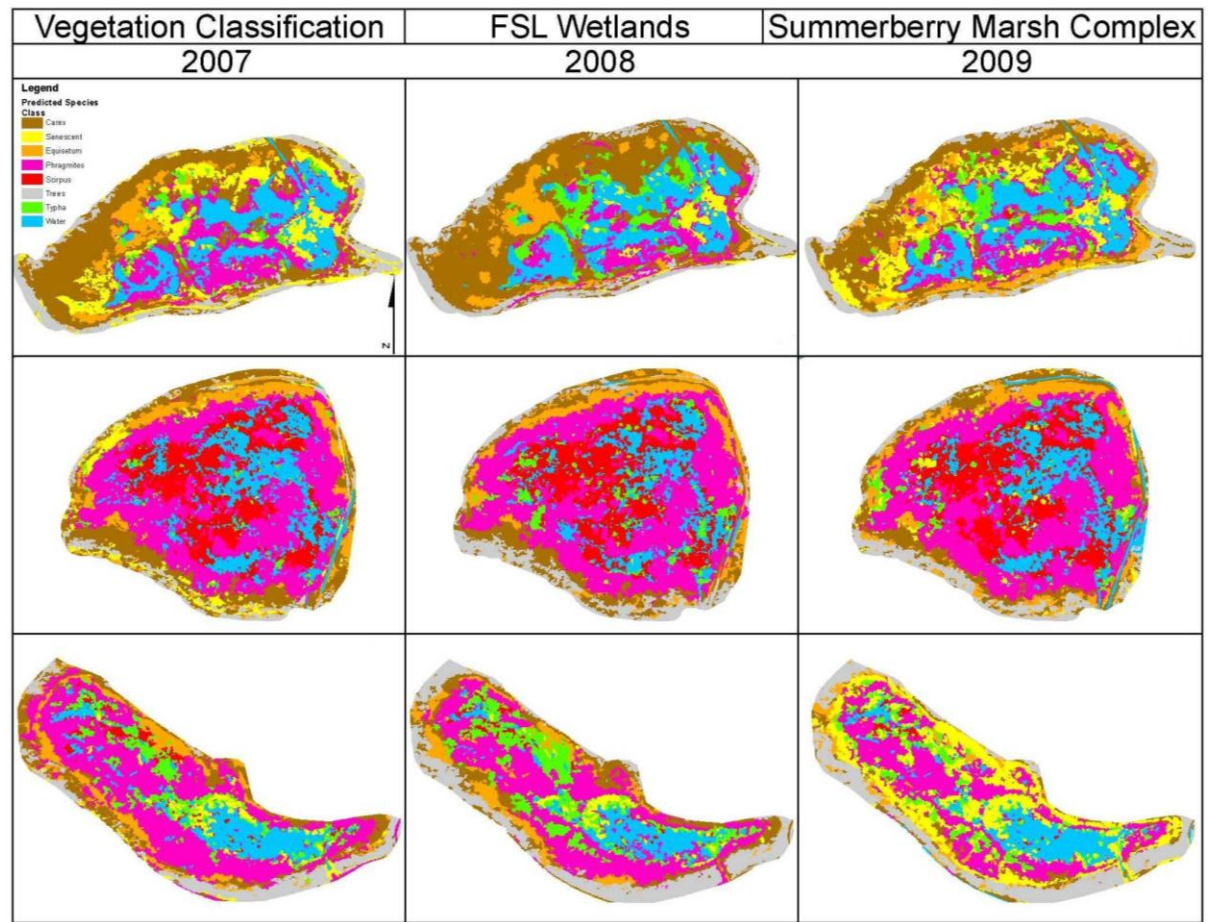 Vegetation Classification FSL Wetlands Summerberry Marsh Complex
2007 2008 2009
Legend
Predicted Species
Class
Carex
Senescent
Equisetum
Phragmites
Scirpus
Trees
Typha
Water
N